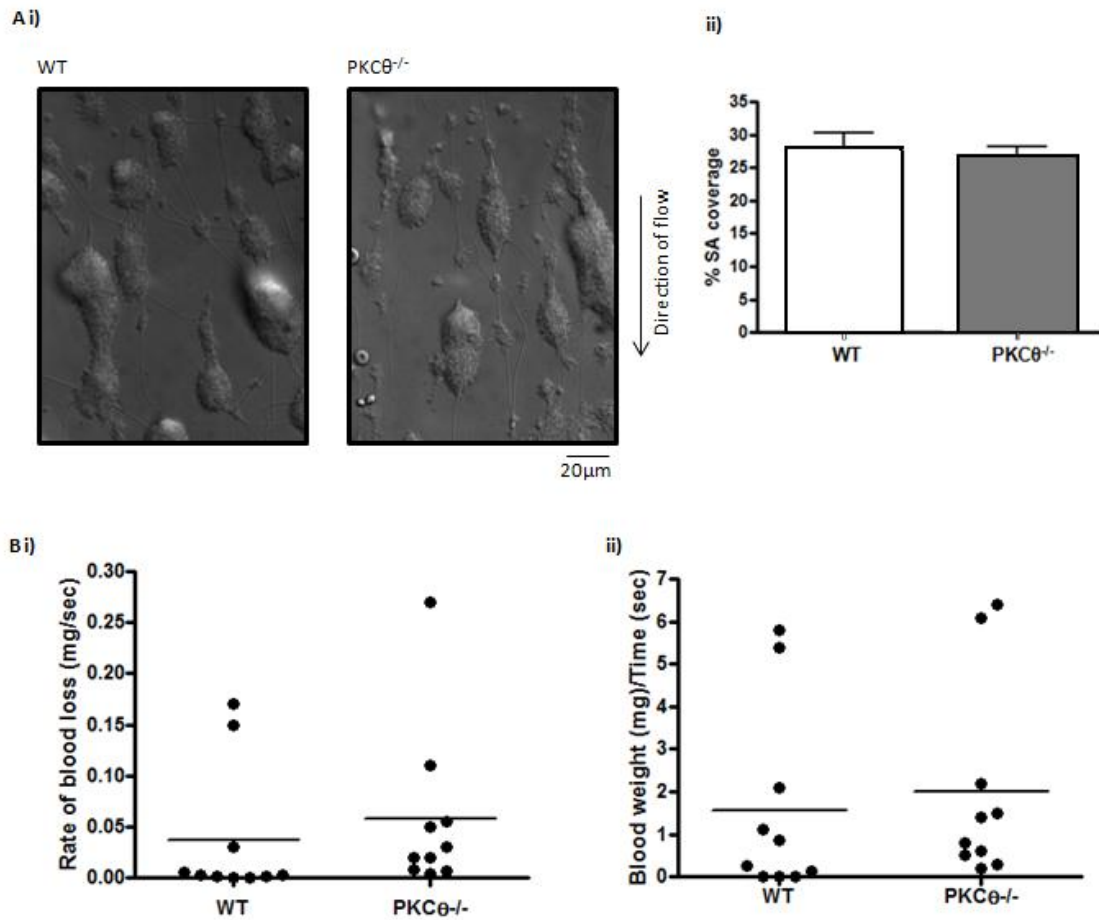 A i)
WT
PKCθ-/-
Direction of flow
20µm
ii)
% SA coverage
35
30
25
20
15
10
5
0
WT
PKCθ-/-
B i)
Rate of blood loss (mg/sec)
0.30
0.25
0.20
0.15
0.10
0.05
0.00
WT
PKCθ-/-
ii)
Blood weight (mg)/Time (sec)
7
6
5
4
3
2
1
0
WT
PKCθ-/-